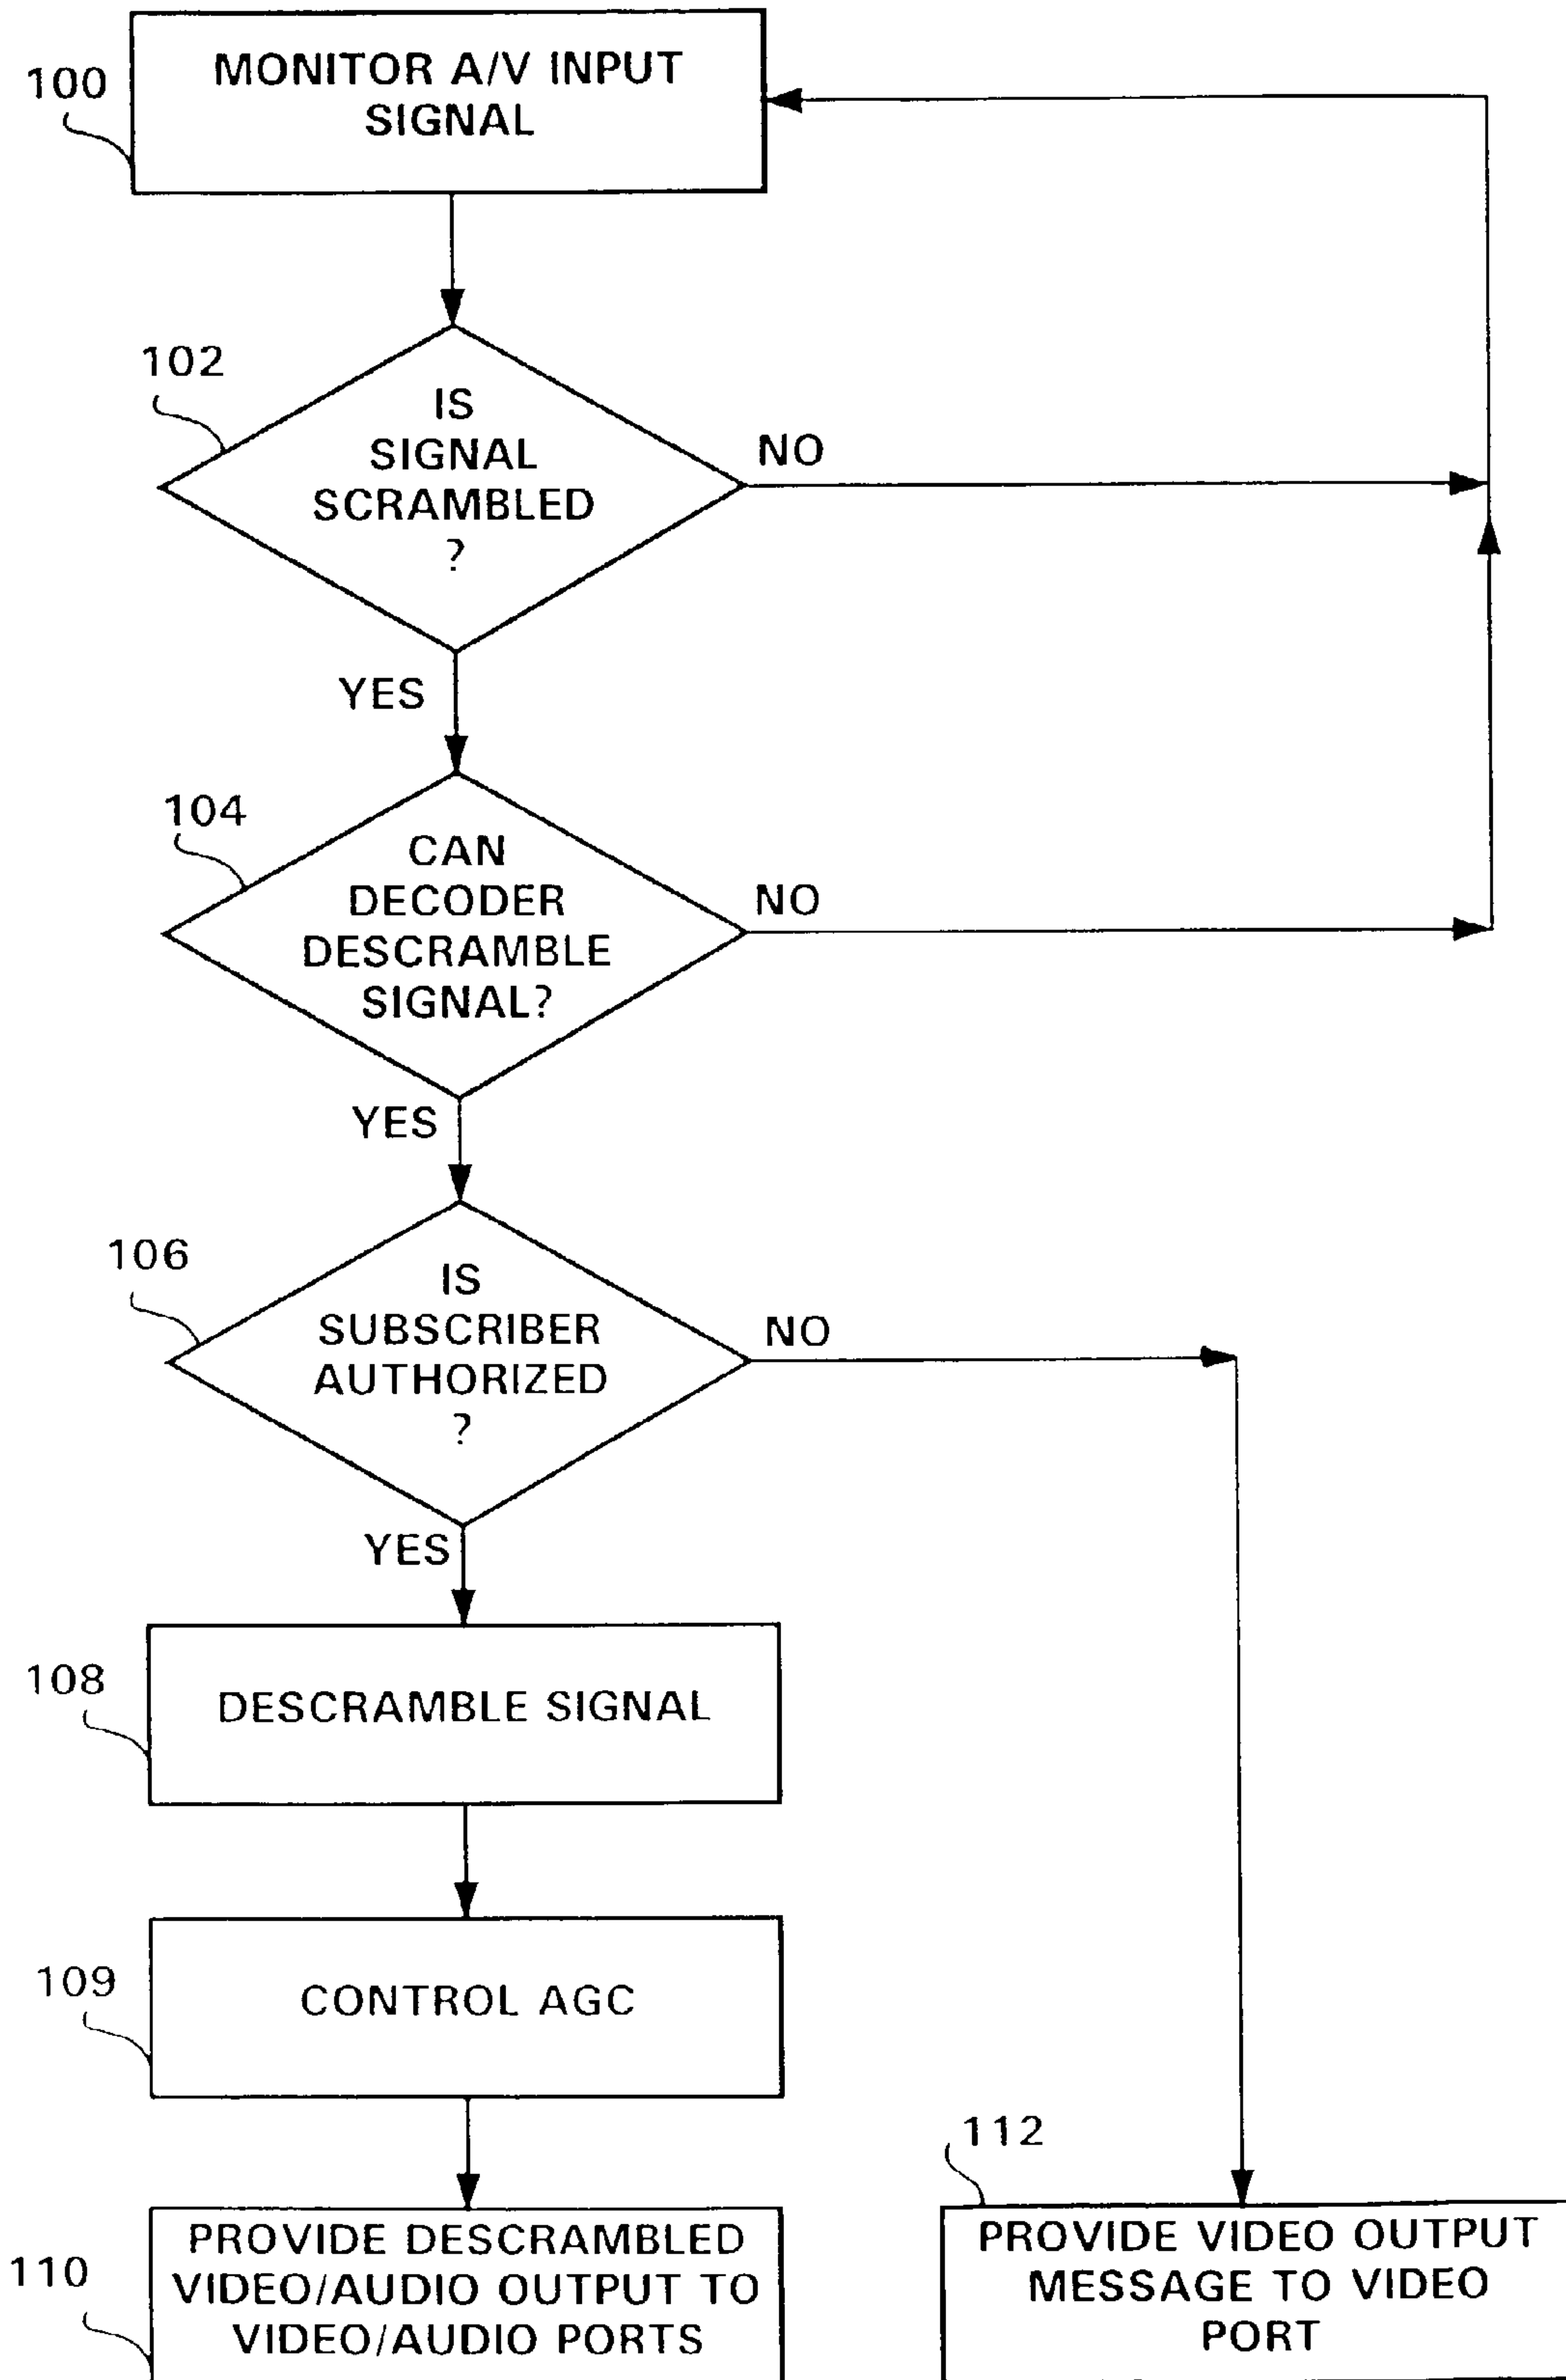 100
MONITOR A/V INPUT
SIGNAL
102
IS
SIGNAL
SCRAMBLED
?
NO
YES
104
CAN
DECODER
DESCRAMBLE
SIGNAL?
NO
YES
106
IS
SUBSCRIBER
AUTHORIZED
?
NO
YES
108
DESCRAMBLE SIGNAL
109
CONTROL AGC
110
PROVIDE DESCRAMBLED
VIDEO/AUDIO OUTPUT TO
VIDEO/AUDIO PORTS
112
PROVIDE VIDEO OUTPUT
MESSAGE TO VIDEO
PORT